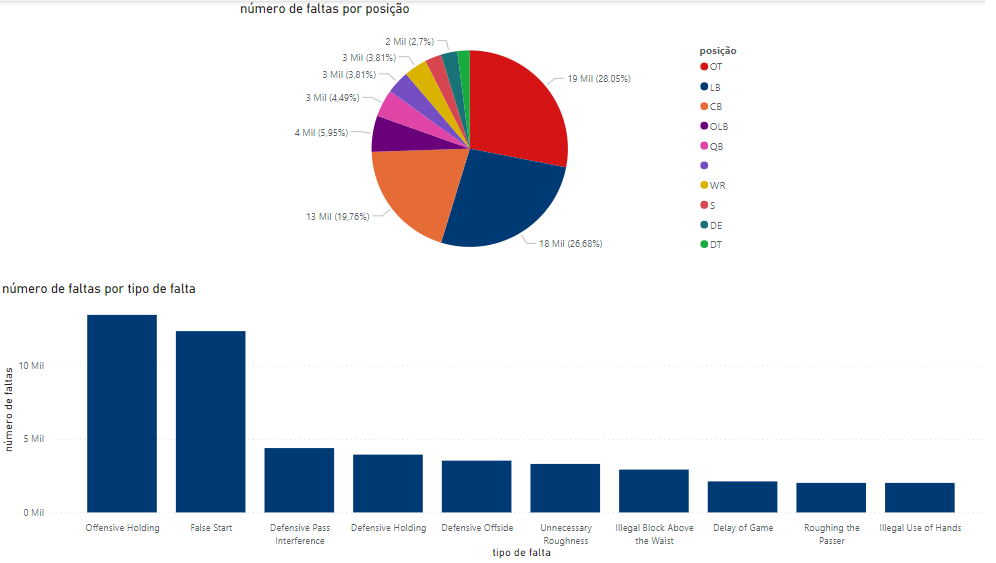 número de faltas por posição
2 Mil (2,7%)
3 Mil (3,81%)
3 Mil (3,81%)
3 Mil (4,49%)
4 Mil (5,95%)
13 Mil (19,76%)
19 Mil (28,05%)
18 Mil (26,68%)
posição
OT
LB
CB
OLB
QB
WR
S
DE
DT
número de faltas por tipo de falta
número de faltas
10 Mil
5 Mil
0 Mil
Offensive Holding
False Start
Defensive Pass
Interference
Defensive Holding
Defensive Offside
Unnecessary
Roughness
Illegal Block Above
the Waist
Delay of Game
Roughing the
Passer
Illegal Use of Hands
tipo de falta